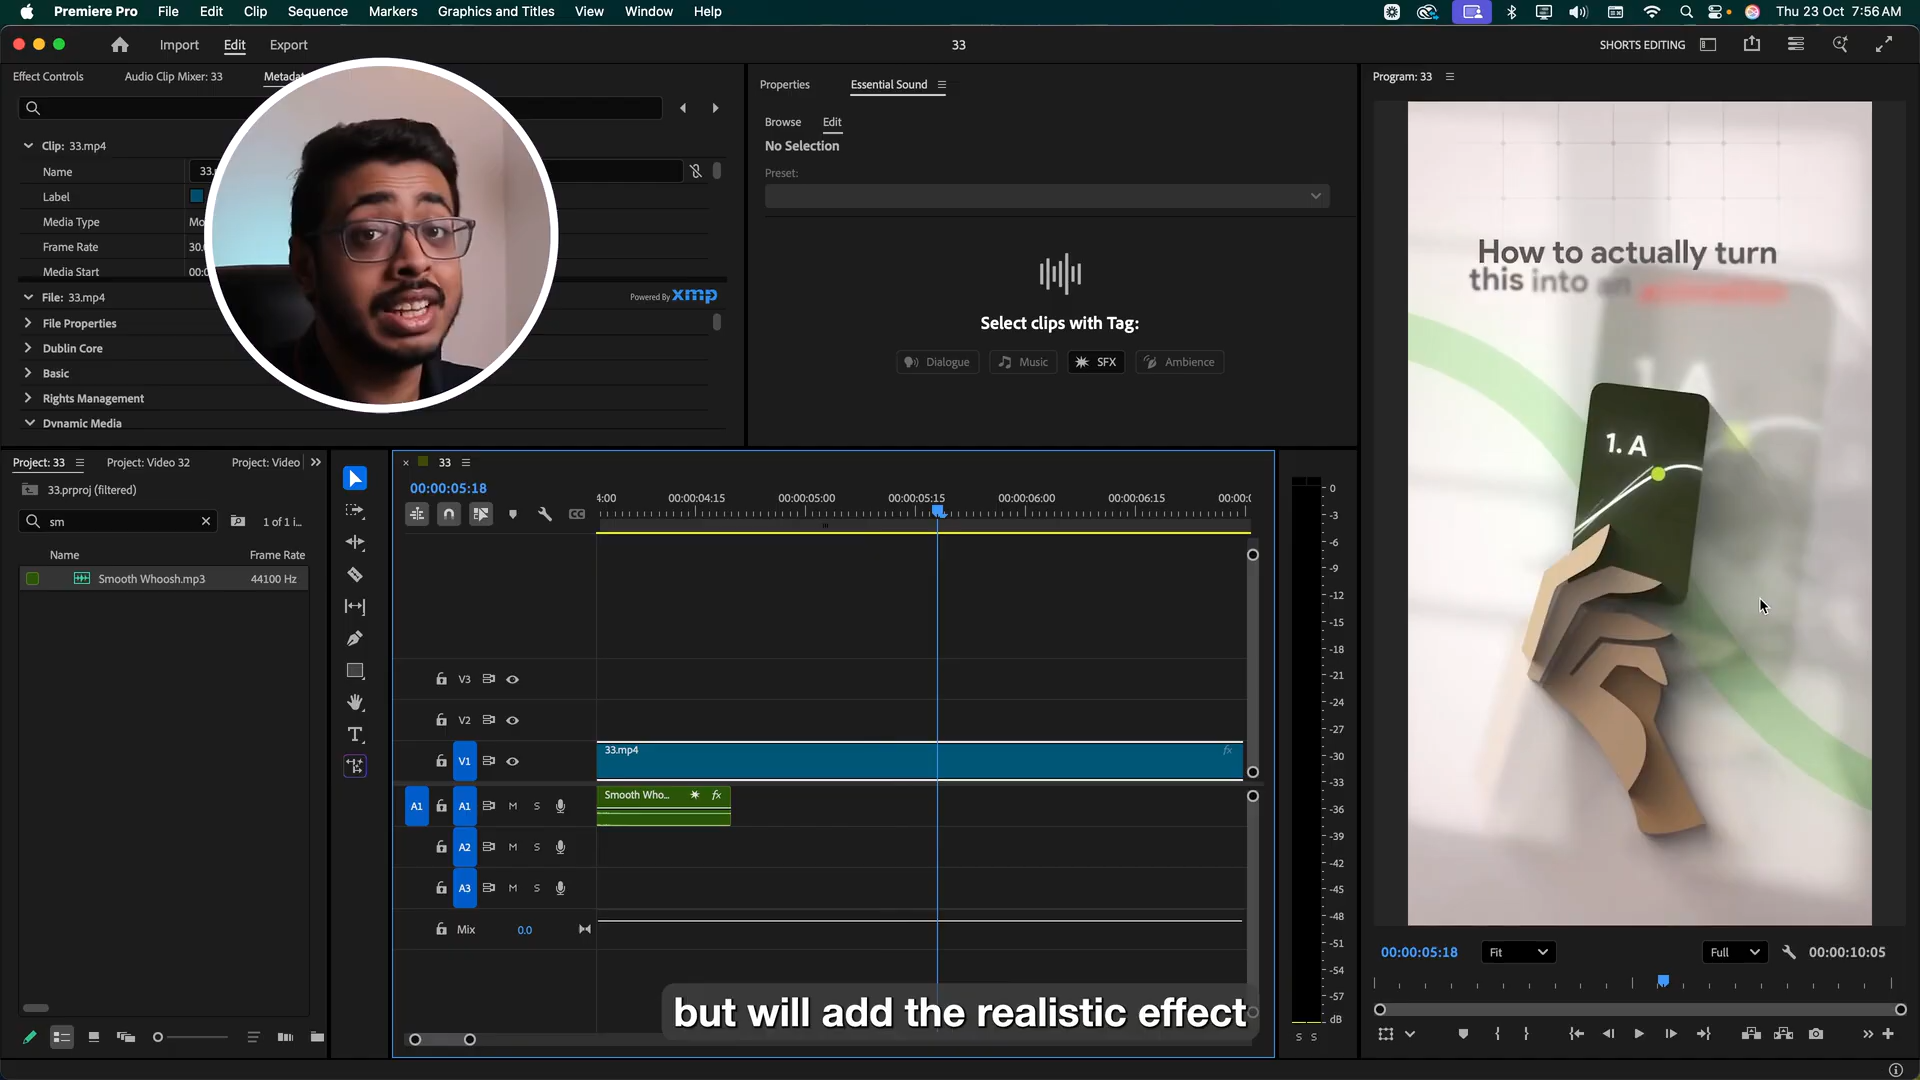 Premiere Pro File Edit Clip Sequence Markers Graphics and Titles View Window Help Thu 23 Oct 7:56 AM
Import Edit Export 33 SHORTS EDITING
Effect Controls Audio Clip Mixer: 33
Clip: 33.mp4
Name 33.
Label
Media Type Mo
Frame Rate 30.
Media Start 00:
File: 33.mp4 Powered By xmp
File Properties
Dublin Core
Basic
Rights Management
Dynamic Media
Properties Essential Sound
Browse Edit
No Selection
Preset:
Select clips with Tag:
Dialogue Music SFX Ambience
Program: 33
How to actually turn
this into an
1. A
1. A
Project: 33 Project: Video 32 Project: Video
33.prproj (filtered)
sm 1 of 1 i...
Name Frame Rate
Smooth Whoosh.mp3 44100 Hz
33
00:00:05:18
4:00 00:00:04:15 00:00:05:00 00:00:05:15 00:00:06:00 00:00:06:15 00:00:0
V3
V2
V1 33.mp4 fx
A1 A1 M S Smooth Who... fx
A2 M S
A3 M S
Mix 0.0
0
-3
-6
-9
-12
-15
-18
-21
-24
-27
-30
-33
-36
-39
-42
-45
-48
-51
-54
-57
dB
S S
00:00:05:18 Fit Full 00:00:10:05
but will add the realistic effect